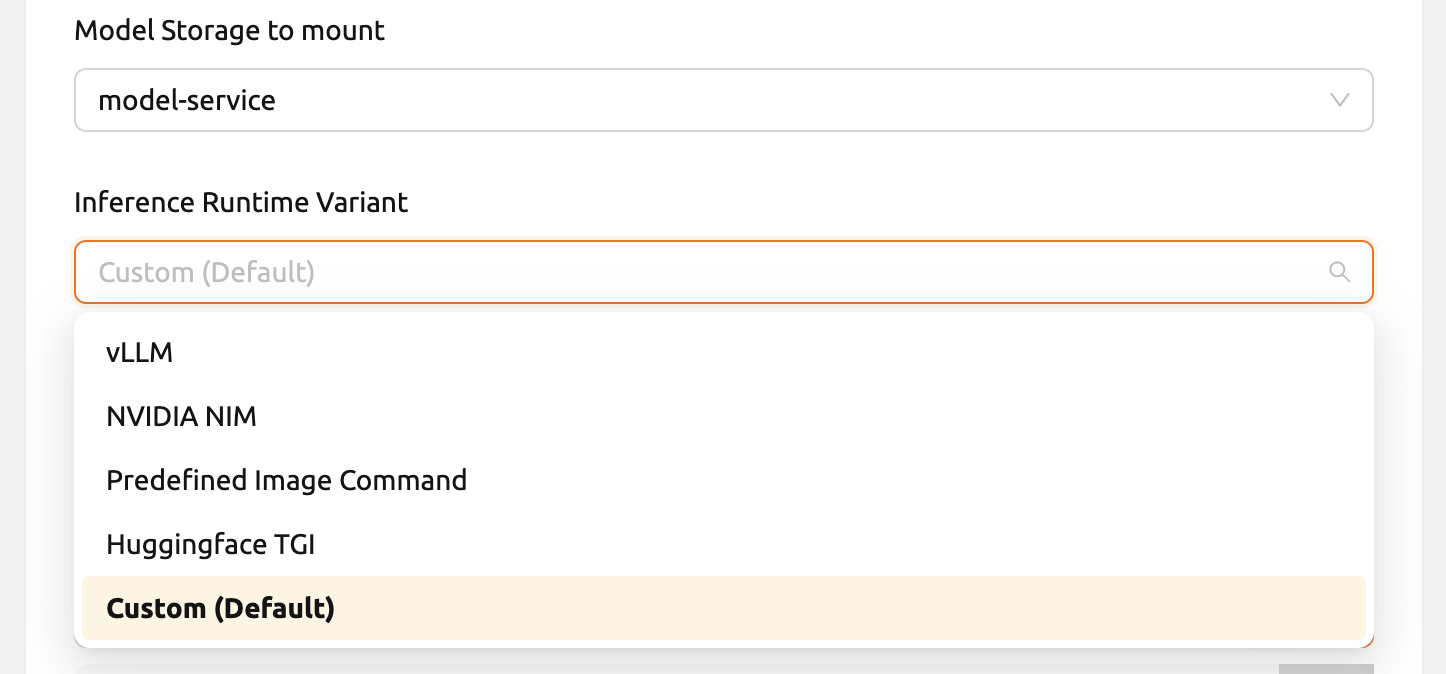 Model Storage to mount
model-service
Inference Runtime Variant
Custom (Default)
vLLM
NVIDIA NIM
Predefined Image Command
Huggingface TGI
Custom (Default)